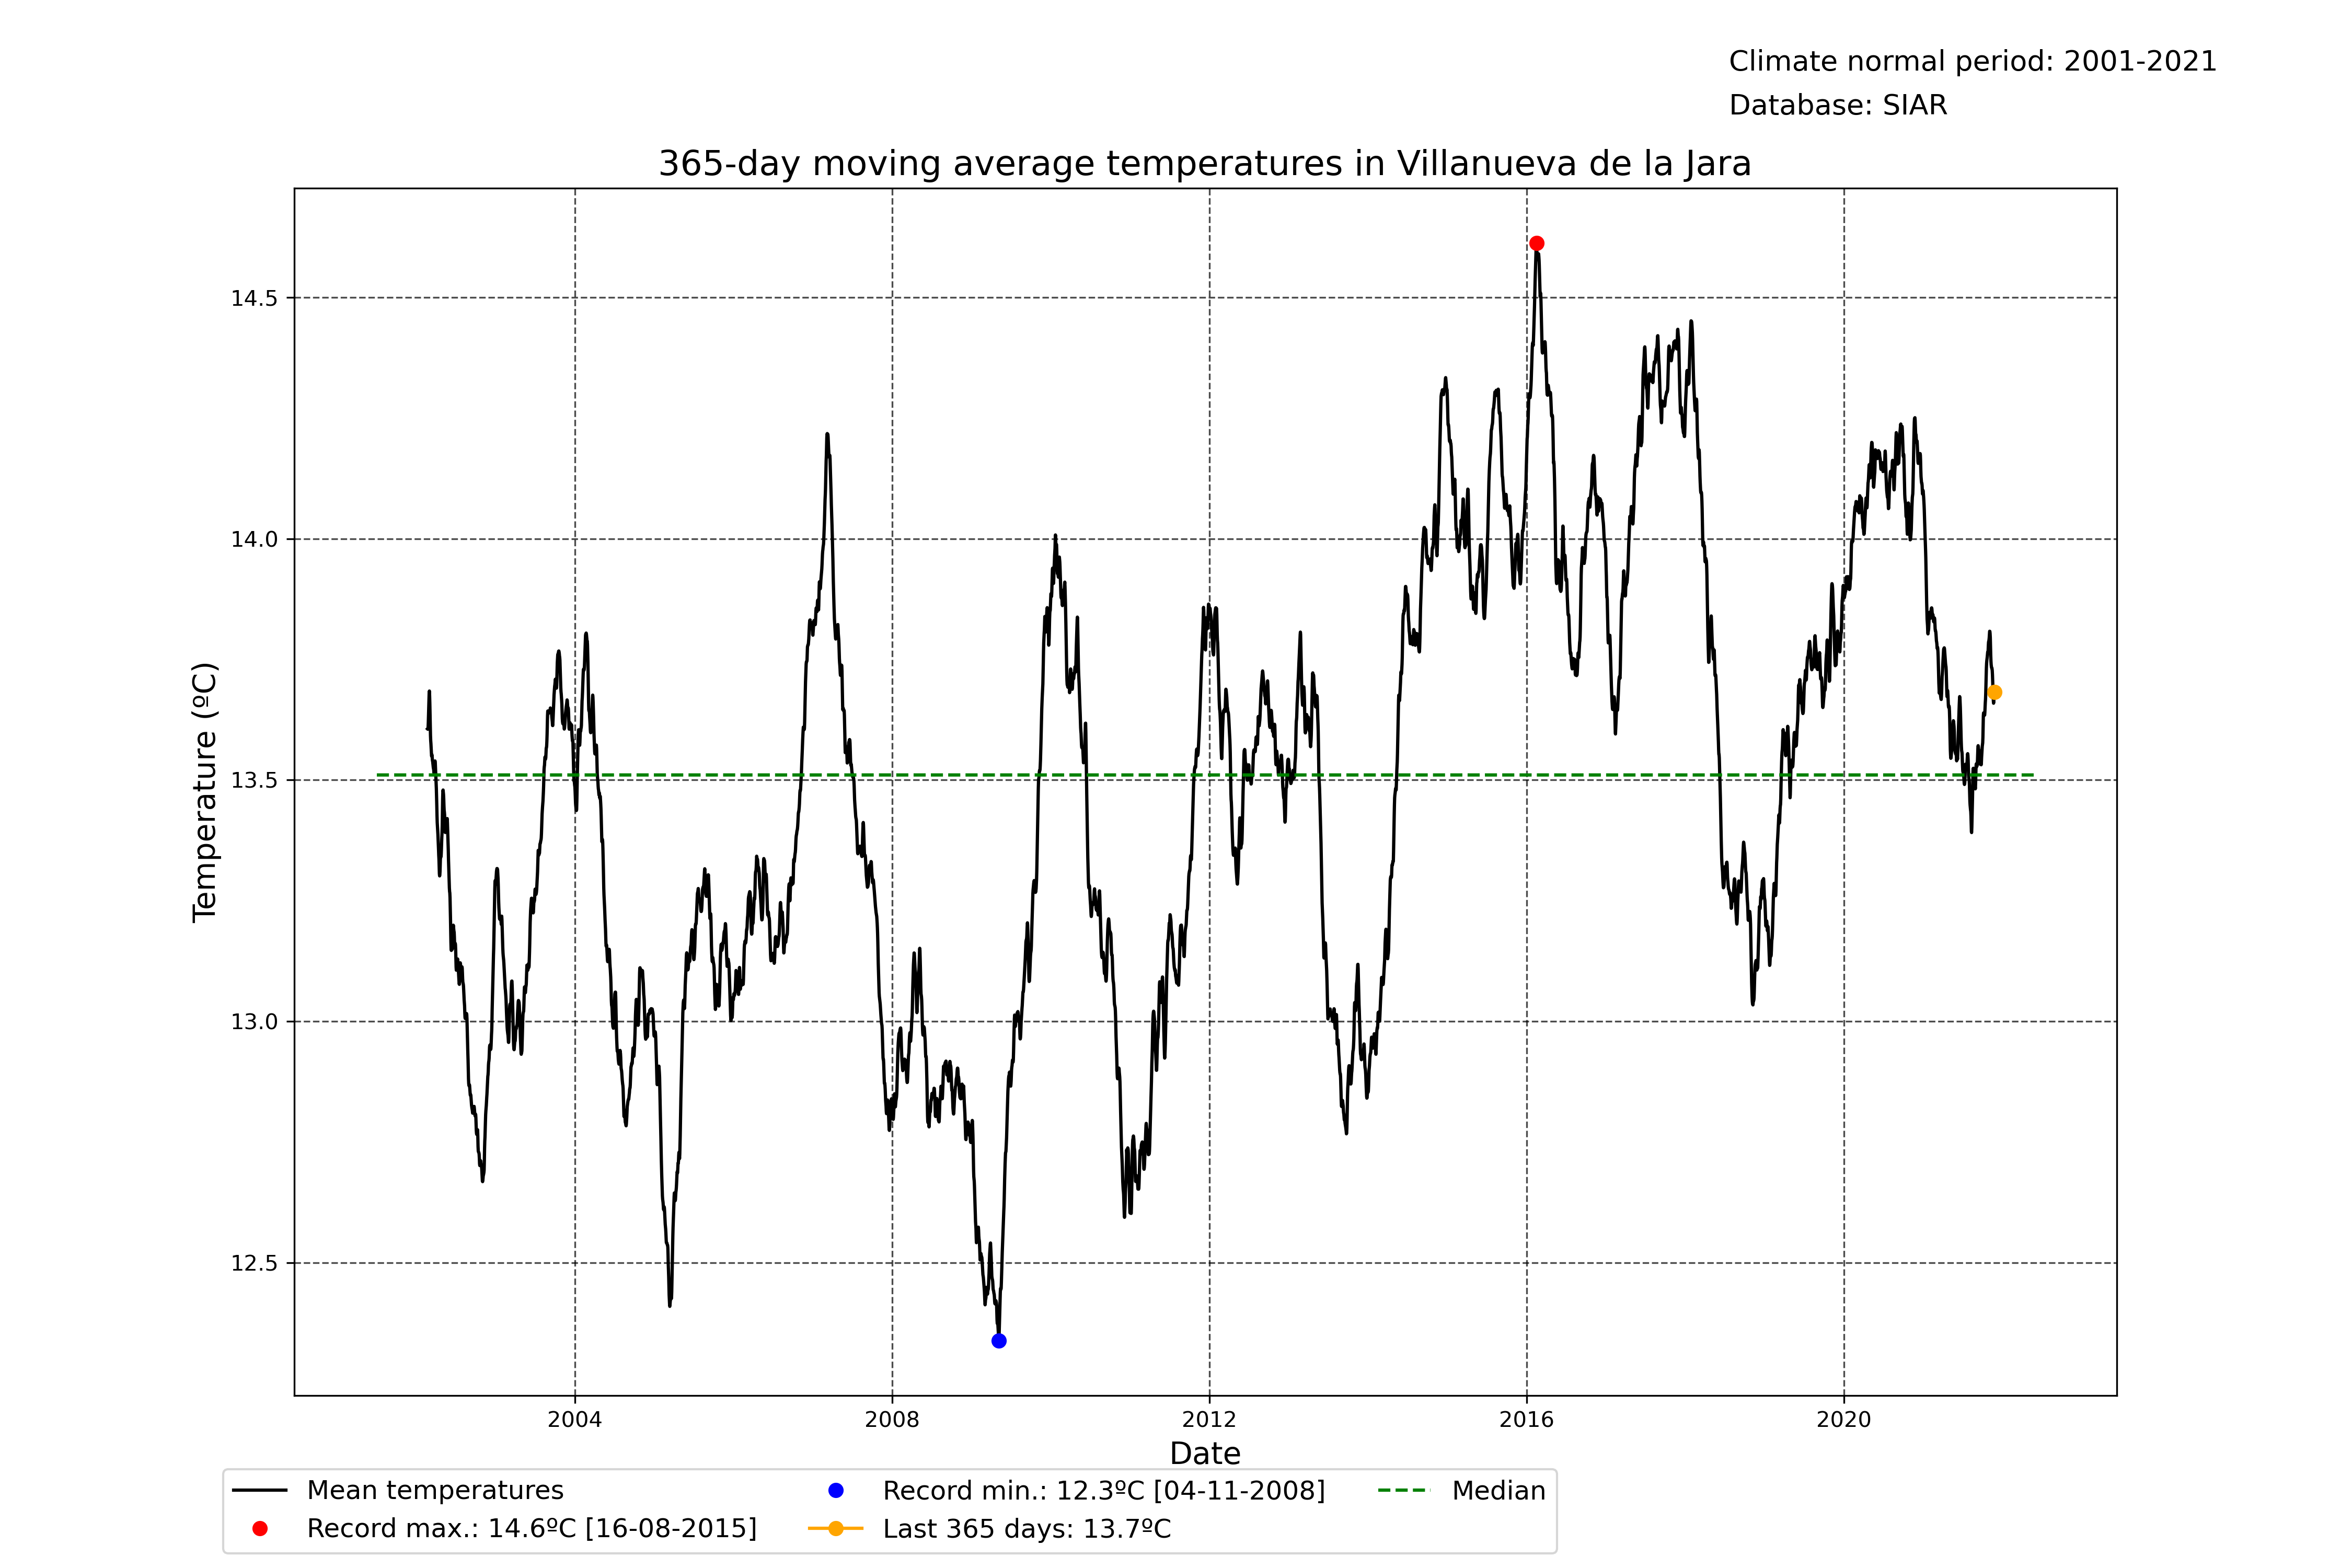 Climate normal period: 2001-2021
Database: SIAR
365-day moving average temperatures in Villanueva de la Jara
14.5
14.0
13.5
13.0
12.5
Temperature (ºC)
2004 2008 2012 2016 2020
Date
Mean temperatures
Record max.: 14.6ºC [16-08-2015]
Record min.: 12.3ºC [04-11-2008]
Last 365 days: 13.7ºC
Median